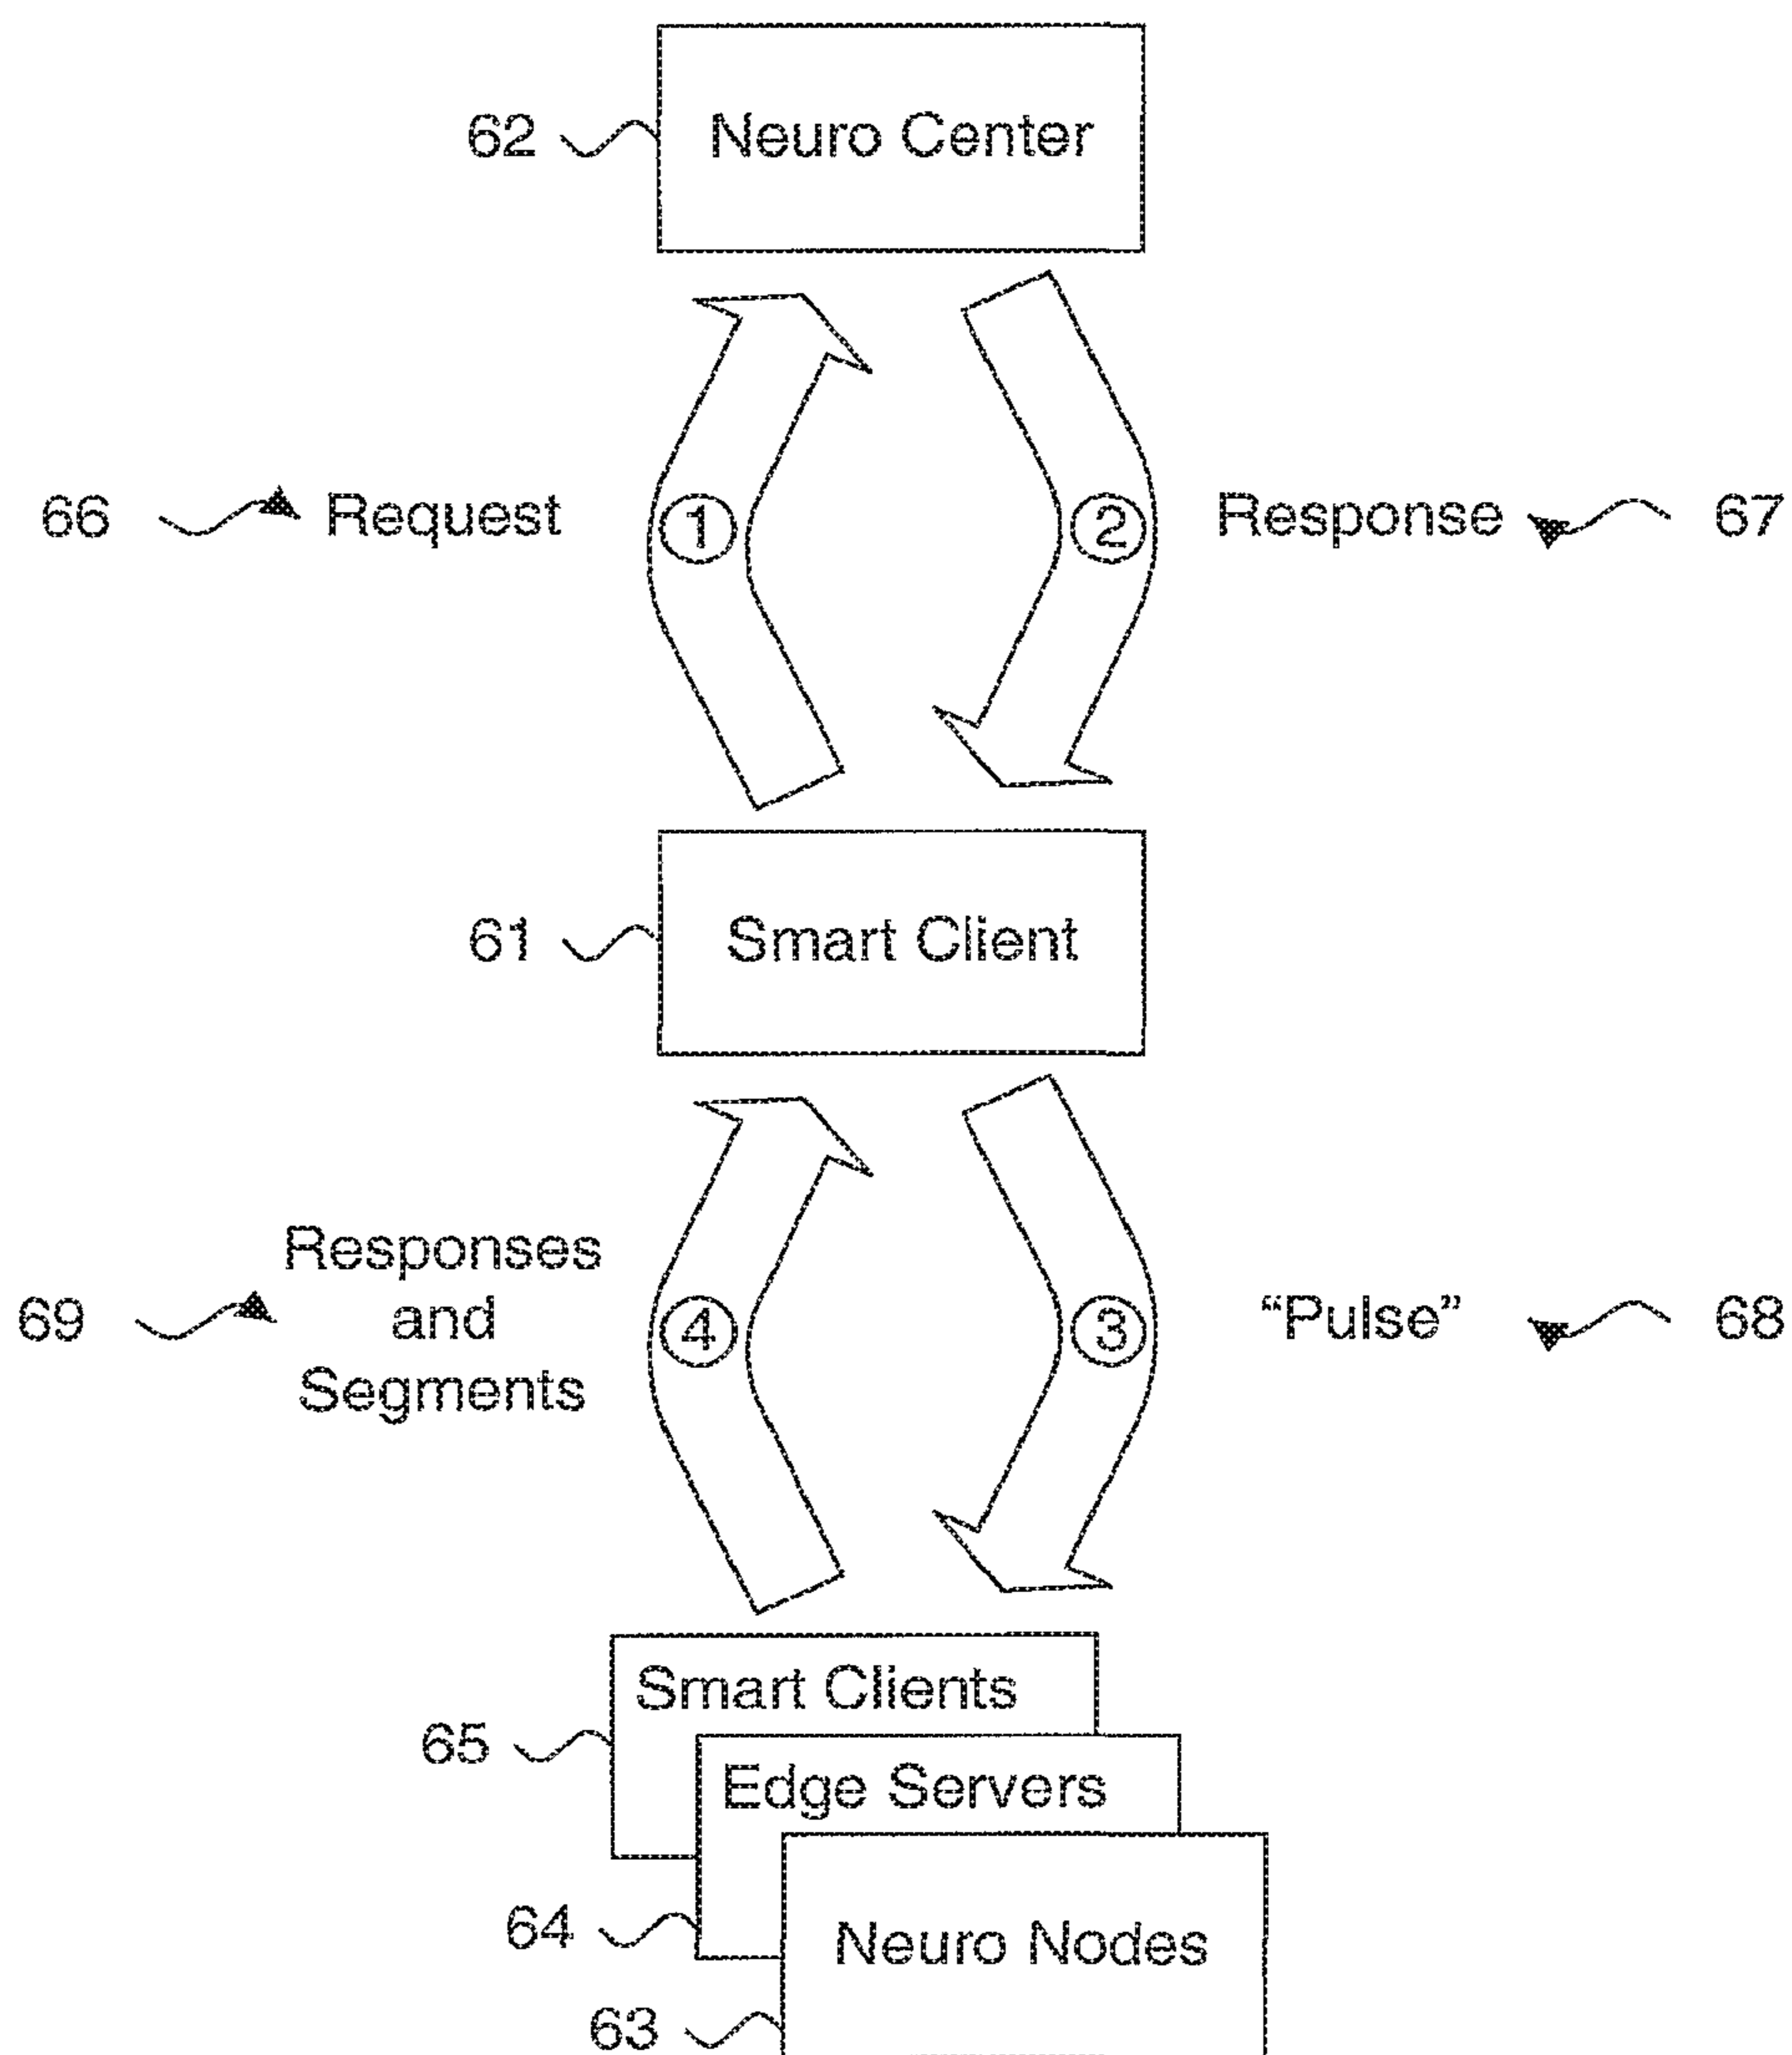 62 Neuro Center
66 Request 1 2 Response 67
61 Smart Client
Responses
69 and 4 3 “Pulse” 68
Segments
Smart Clients
65
Edge Servers
64
Neuro Nodes
63